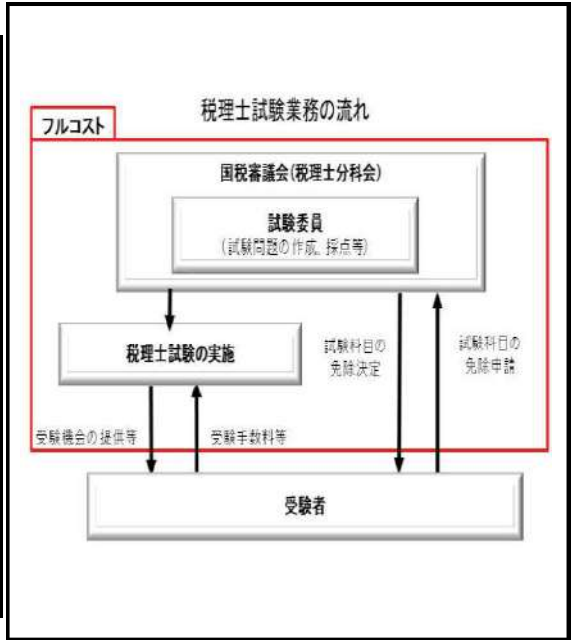 税理士試験業務の流れ
フルコスト
国税審議会(税理士分科会)
試験委員
(試験問題の作成、採点等)
税理士試験の実施
試験科目の
免除決定
試験科目の
免除申請
受験機会の提供等
受験手数料等
受験者